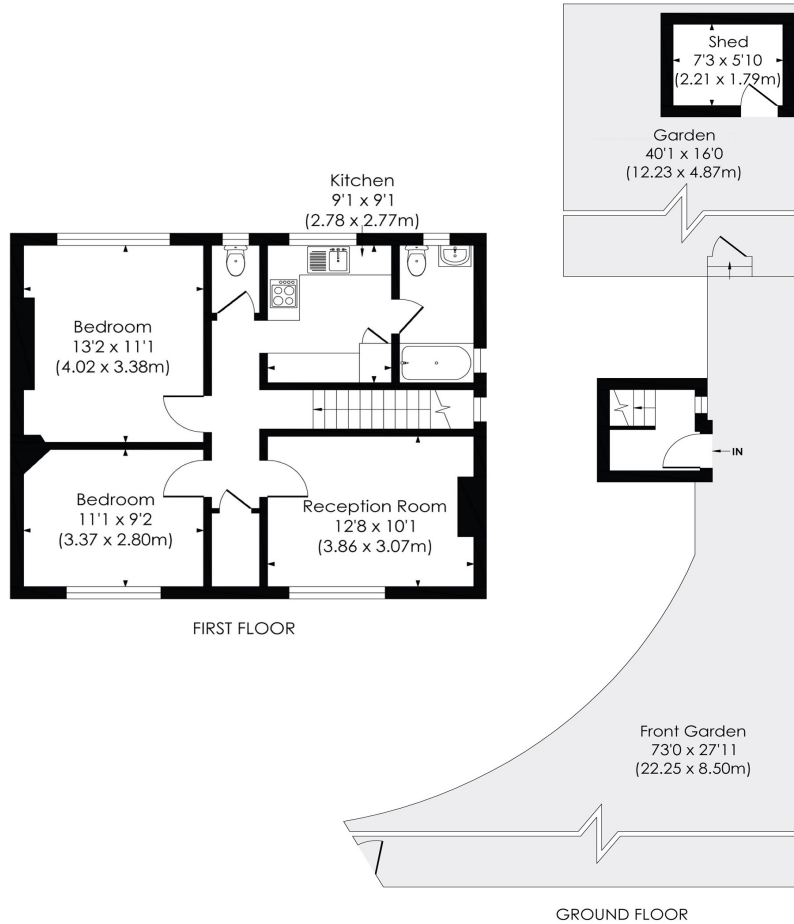 Shed
7'3 x 5'10
(2.21 x 1.79m)
Garden
40'1 x 16'0
(12.23 x 4.87m)
Kitchen
9'1 x 9'1
(2.78 x 2.77m)
Bedroom
13'2 x 11'1
(4.02 x 3.38m)
Bedroom
11'1 x 9'2
(3.37 x 2.80m)
Reception Room
12'8 x 10'1
(3.86 x 3.07m)
IN
FIRST FLOOR
Front Garden
73'0 x 27'11
(22.25 x 8.50m)
GROUND FLOOR